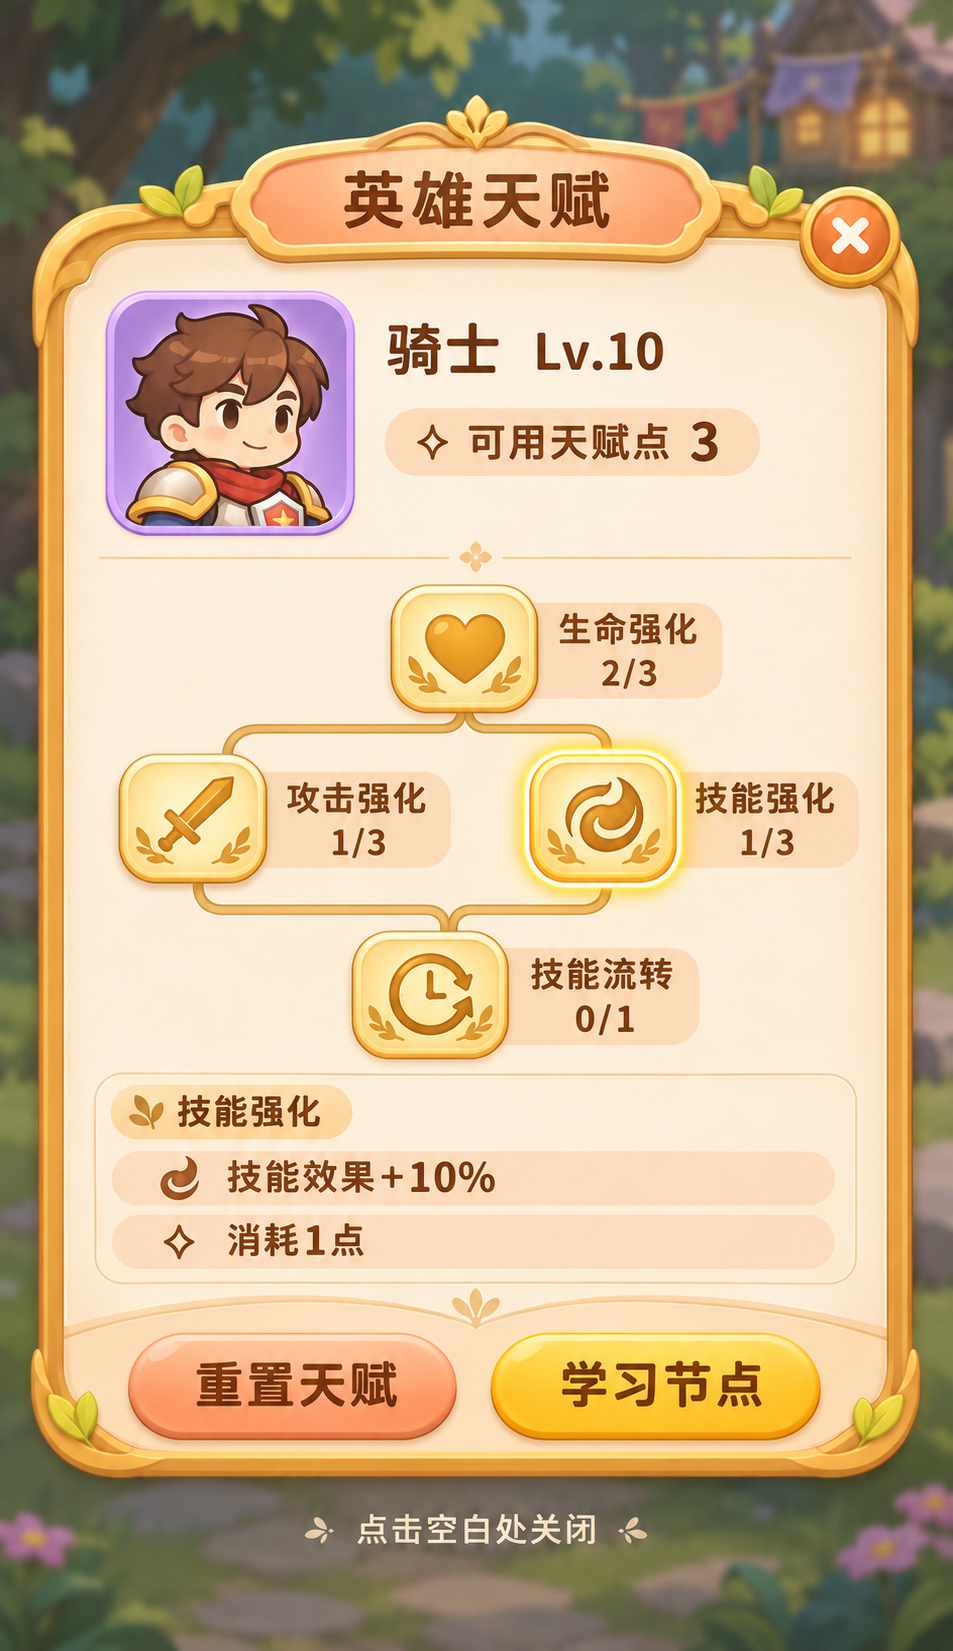 英雄天赋
骑士 Lv.10
可用天赋点 3
生命强化
2/3
攻击强化
1/3
技能强化
1/3
技能流转
0/1
技能强化
技能效果+10%
消耗1点
重置天赋
学习节点
点击空白处关闭